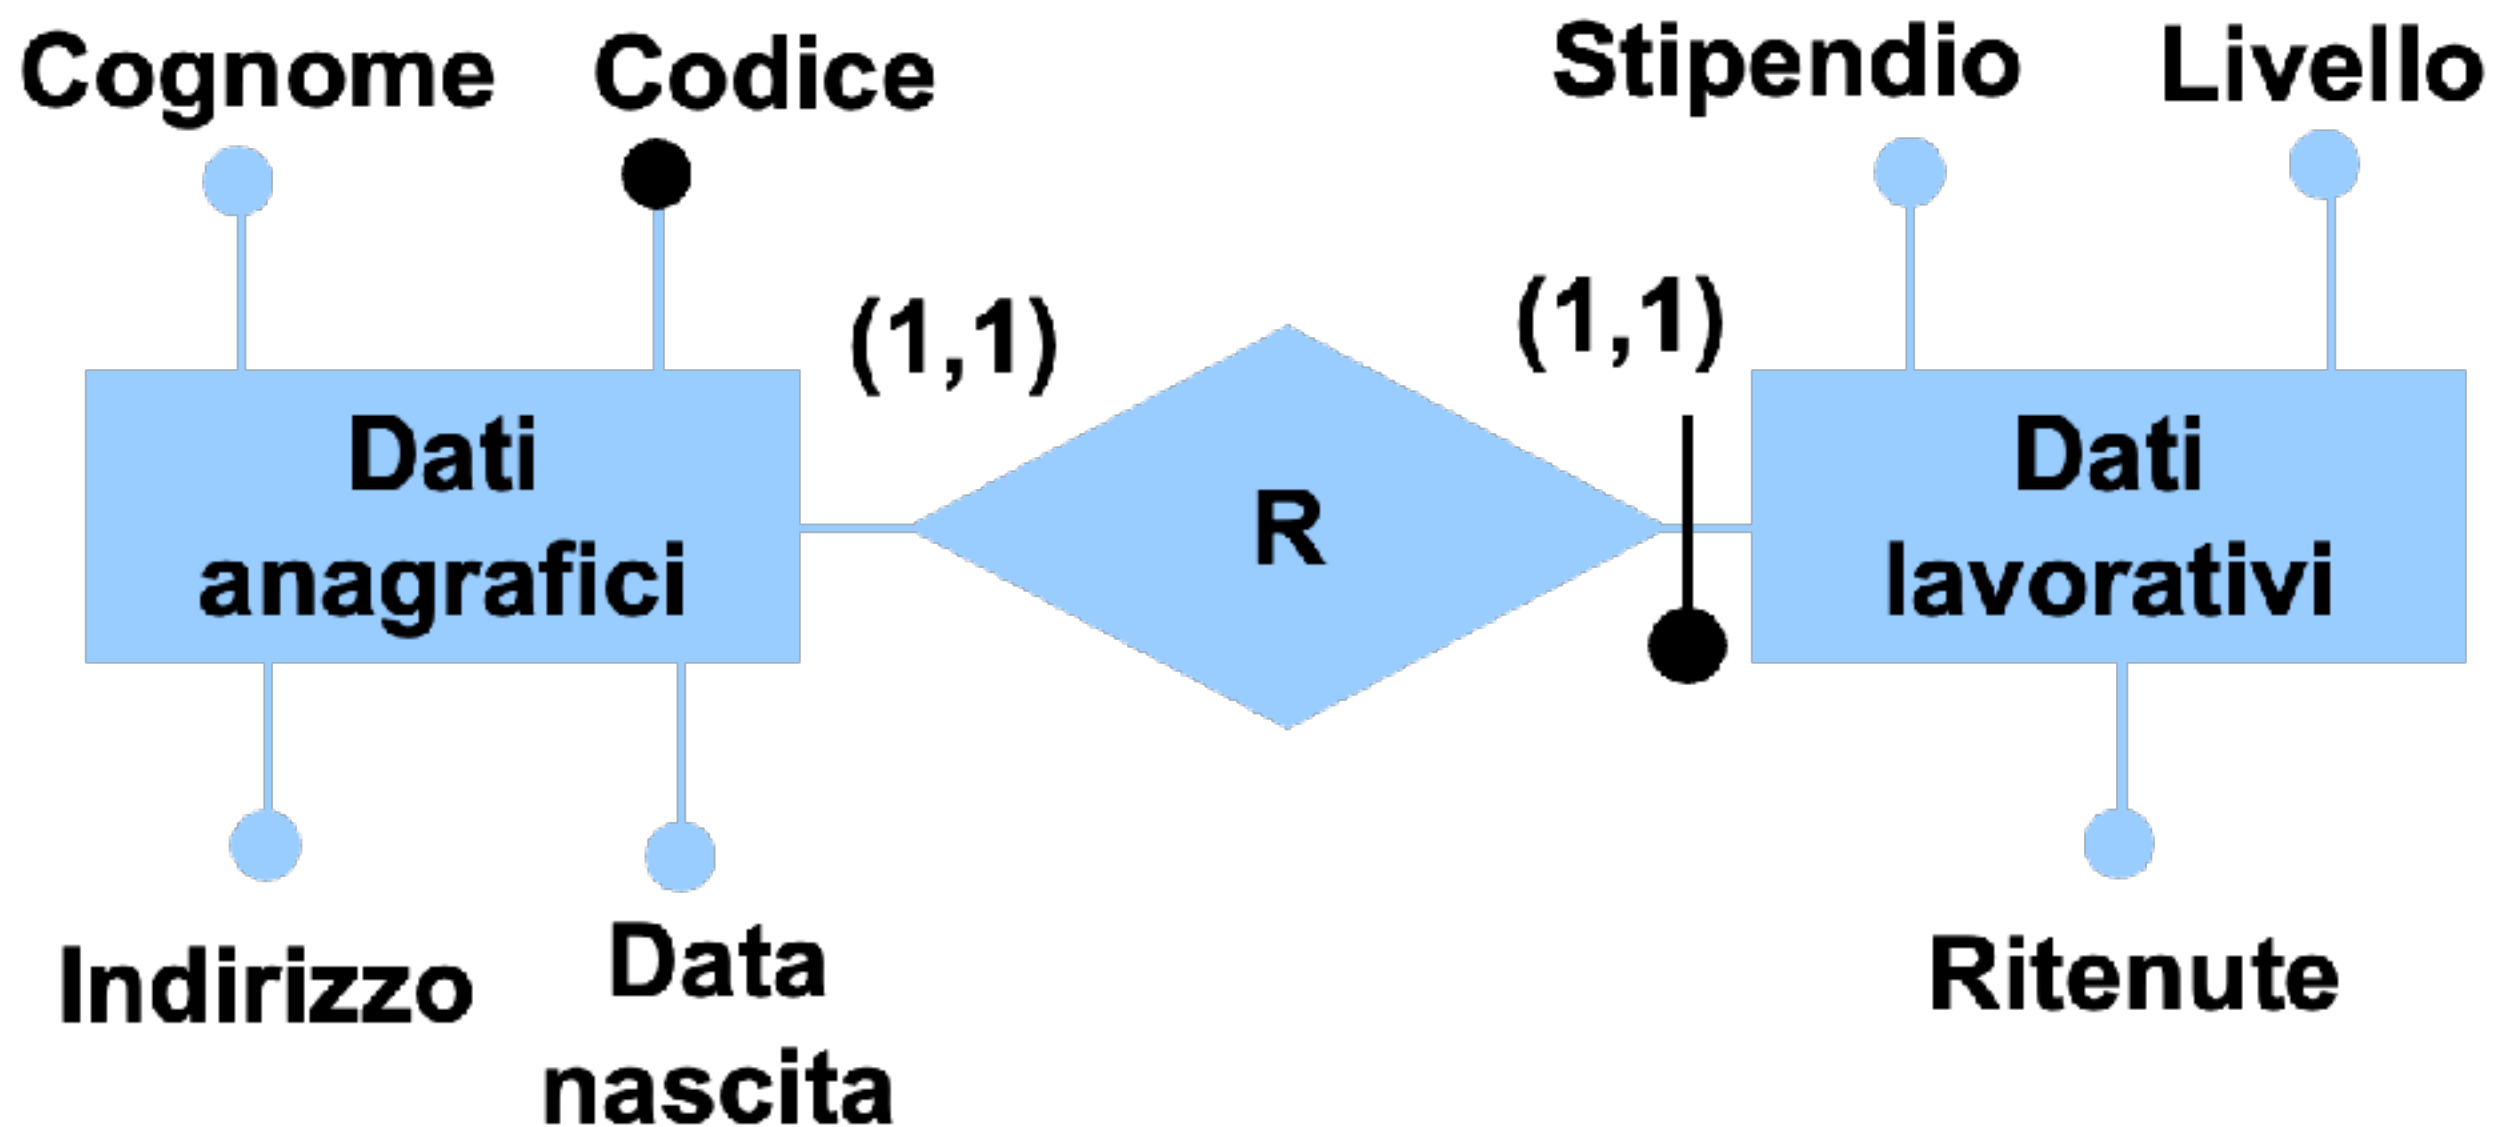 Cognome Codice Stipendio Livello
(1,1) (1,1)
Dati
anagrafici
R
Dati
lavorativi
Indirizzo
Data
nascita
Ritenute